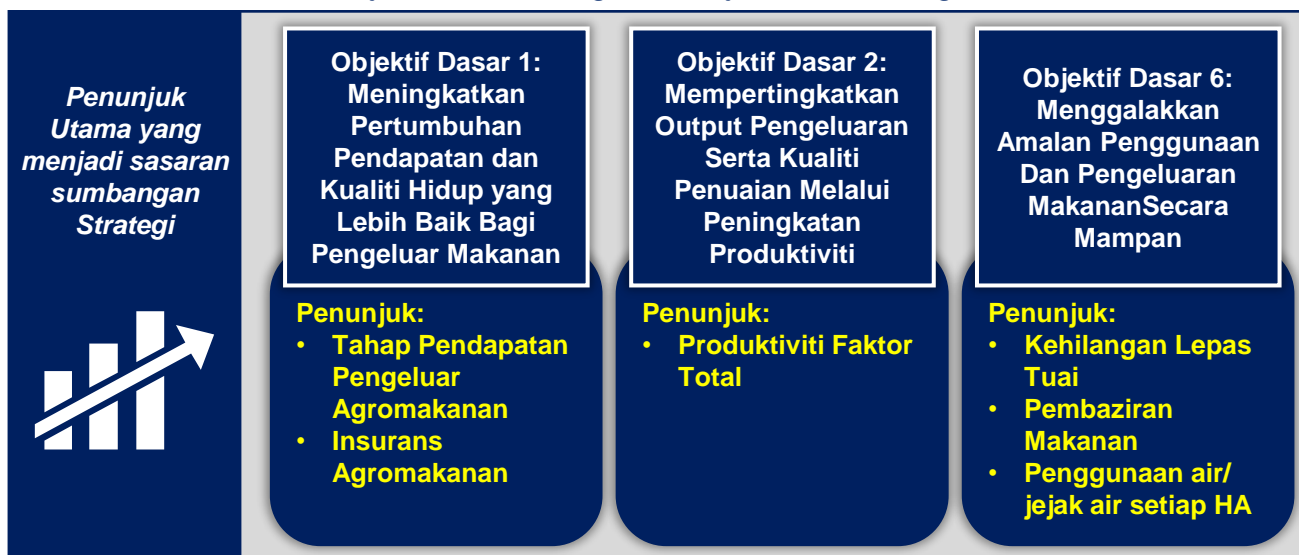 Penunjuk
Utama yang
menjadi sasaran
sumbangan
Strategi
Objektif Dasar 1:
Meningkatkan
Pertumbuhan
Pendapatan dan
Kualiti Hidup yang
Lebih Baik Bagi
Pengeluar Makanan
Penunjuk:
• Tahap Pendapatan
Pengeluar
Agromakanan
• Insurans
Agromakanan
Objektif Dasar 2:
Mempertingkatkan
Output Pengeluaran
Serta Kualiti
Penuaian Melalui
Peningkatan
Produktiviti
Penunjuk:
• Produktiviti Faktor
Total
Objektif Dasar 6:
Menggalakkan
Amalan Penggunaan
Dan Pengeluaran
MakananSecara
Mampan
Penunjuk:
• Kehilangan Lepas
Tuai
• Pembaziran
Makanan
• Penggunaan air/
jejak air setiap HA